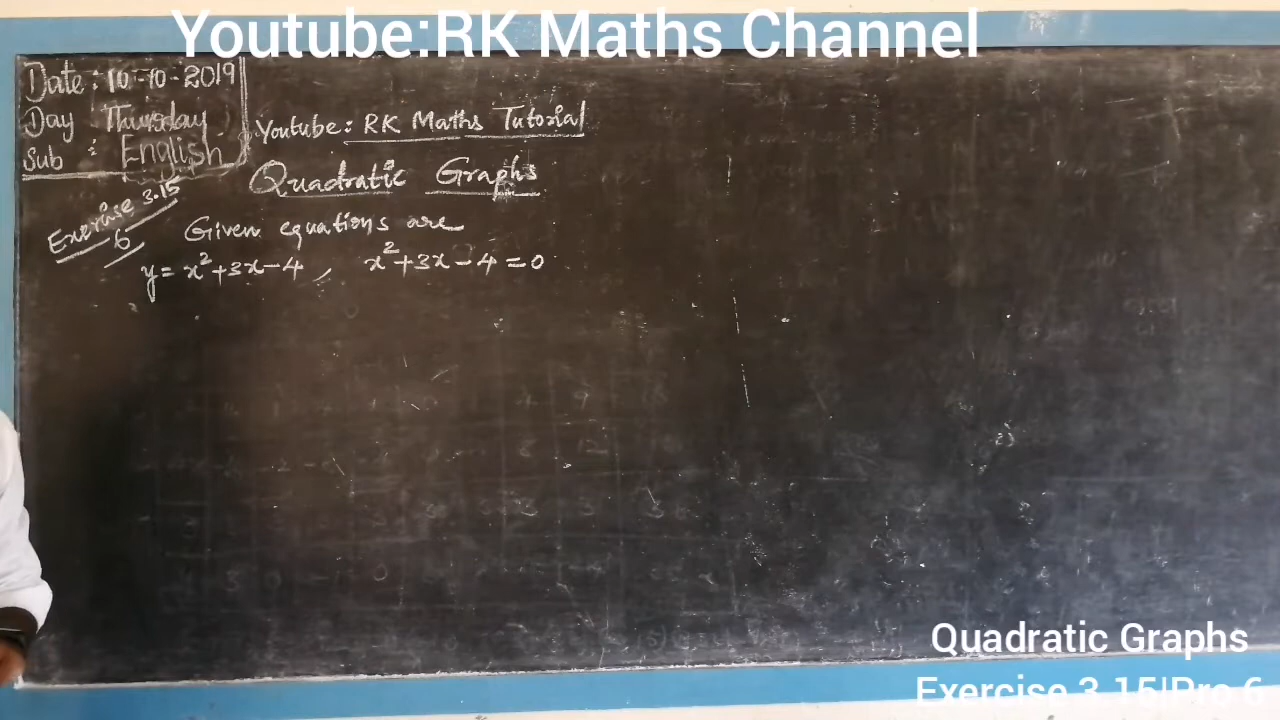 Youtube:RK Maths Channel
Date : 10-10-2019
Day : Thursday
Sub : English
Youtube: RK Maths Tutorial
Quadratic Graphs
Exercise 3.15
6
Given equations are
y = x²+3x-4, x²+3x-4=0
Quadratic Graphs
Exercise 3.15|Pro 6